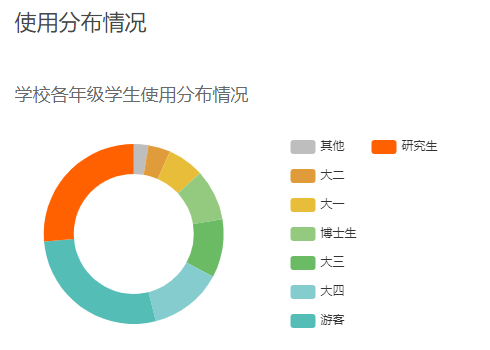 使用分布情况
学校各年级学生使用分布情况
其他 研究生
大二
大一
博士生
大三
大四
游客